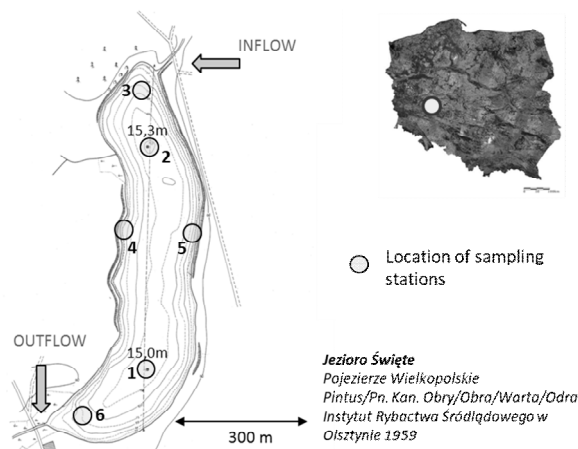 INFLOW
3
15,3m
2
4
5
Location of sampling
stations
OUTFLOW
15,0m
1
6
300 m
Jezioro Święte
Pojezierze Wielkopolskie
Pintus/Pn. Kan. Obry/Obra/Warta/Odra
Instytut Rybactwa Śródlądowego w
Olsztynie 1959